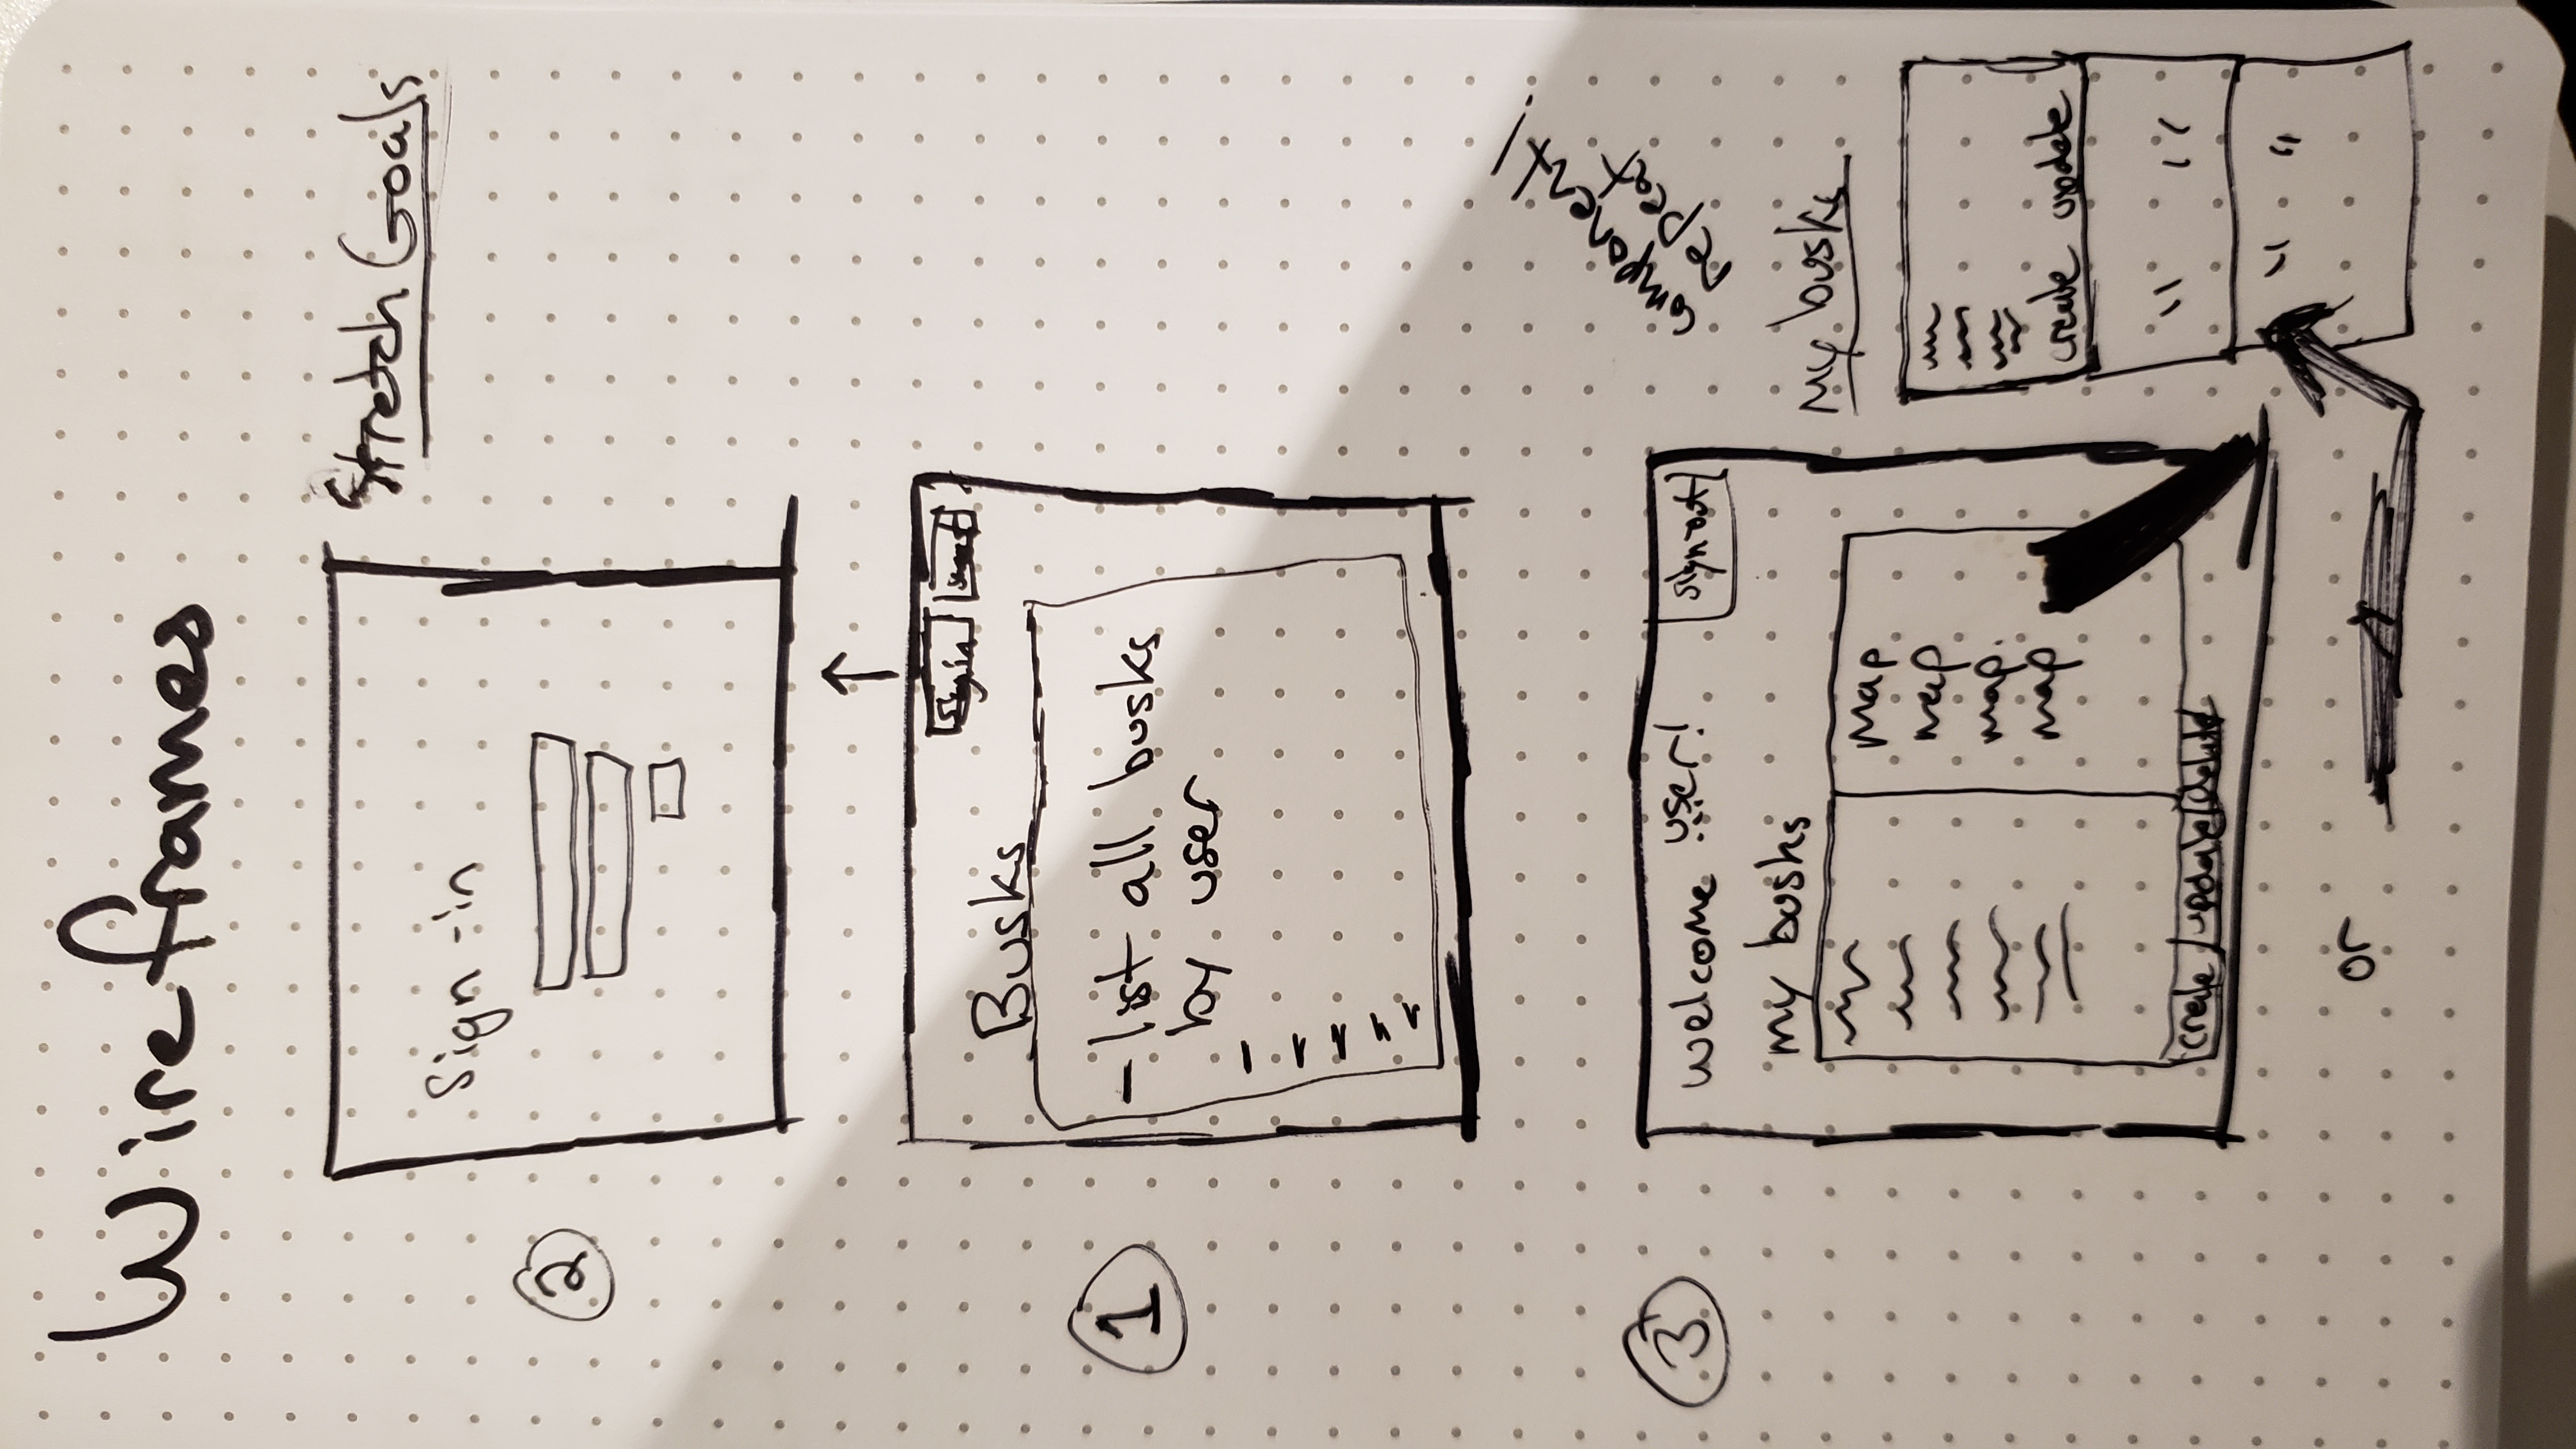 Wireframes
Stretch Goals
Sign-in
2
Sign in
Busks
1
- list all busks
by user
component!
repeat
3
welcome user!
sign-out
my busks
map
map
map.
map
create update delete
My busks
create update
" "
" "
or